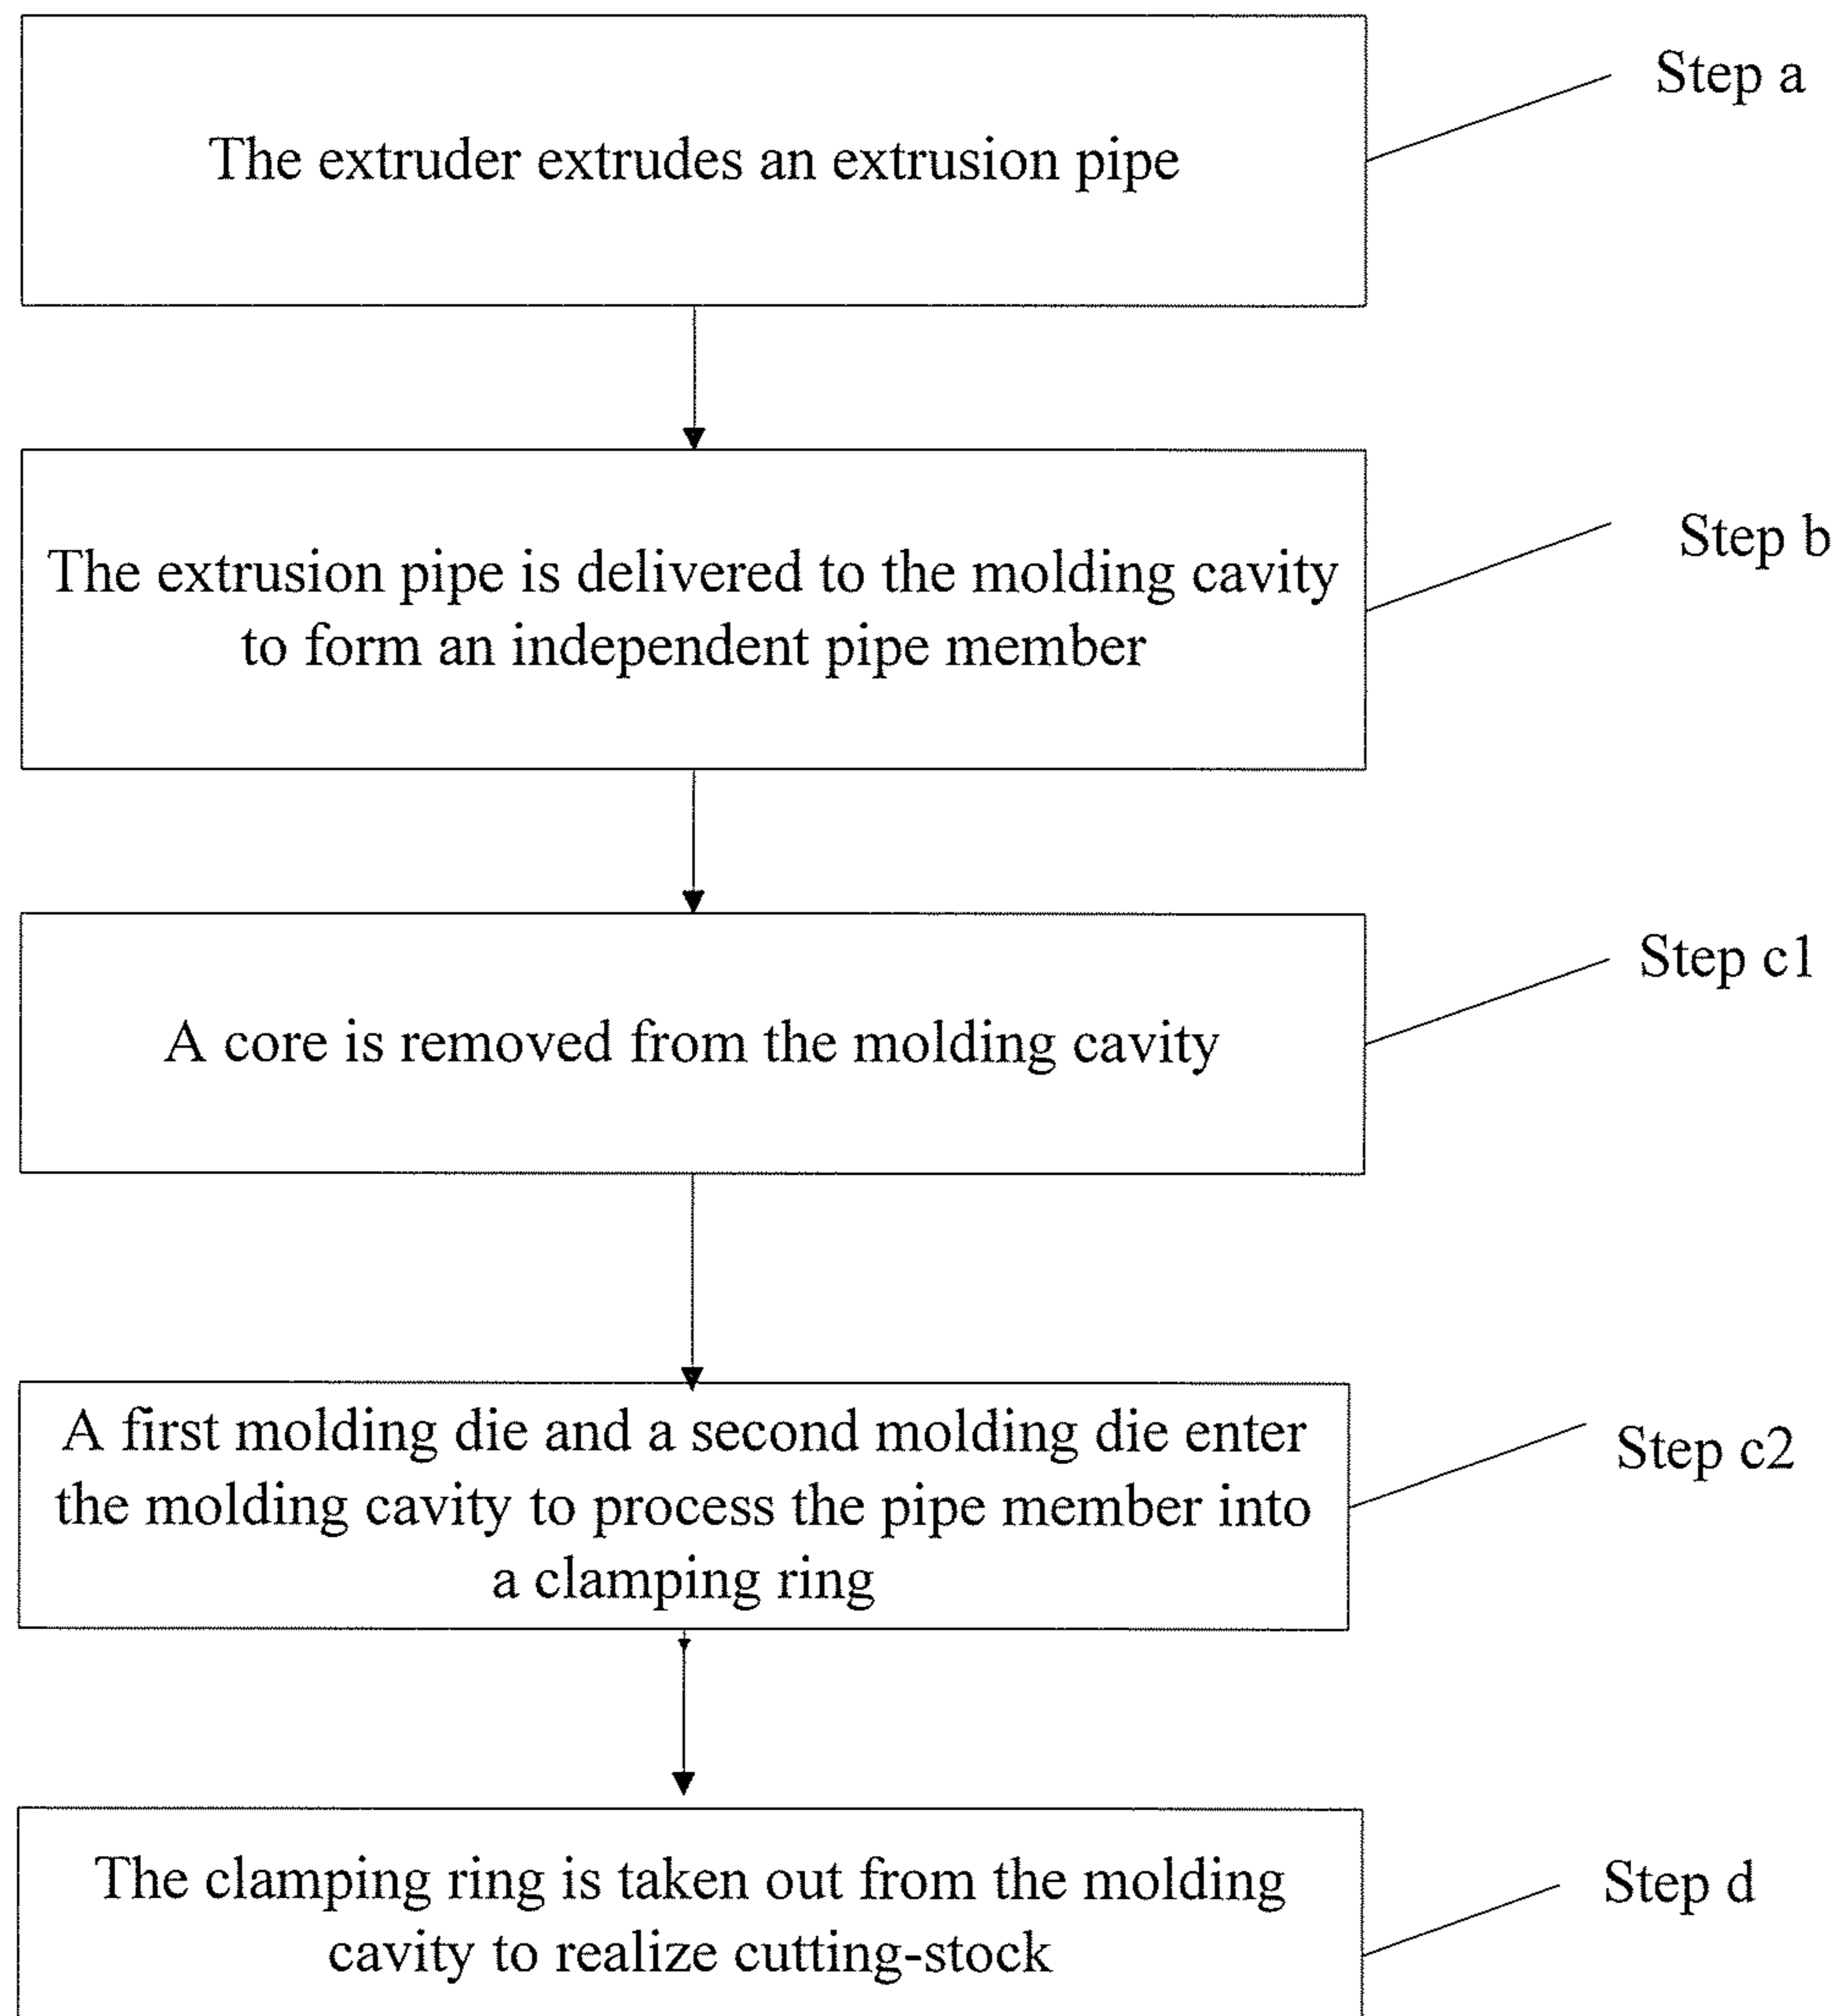 The extruder extrudes an extrusion pipe
Step a
The extrusion pipe is delivered to the molding cavity
to form an independent pipe member
Step b
A core is removed from the molding cavity
Step c1
A first molding die and a second molding die enter
the molding cavity to process the pipe member into
a clamping ring
Step c2
The clamping ring is taken out from the molding
cavity to realize cutting-stock
Step d